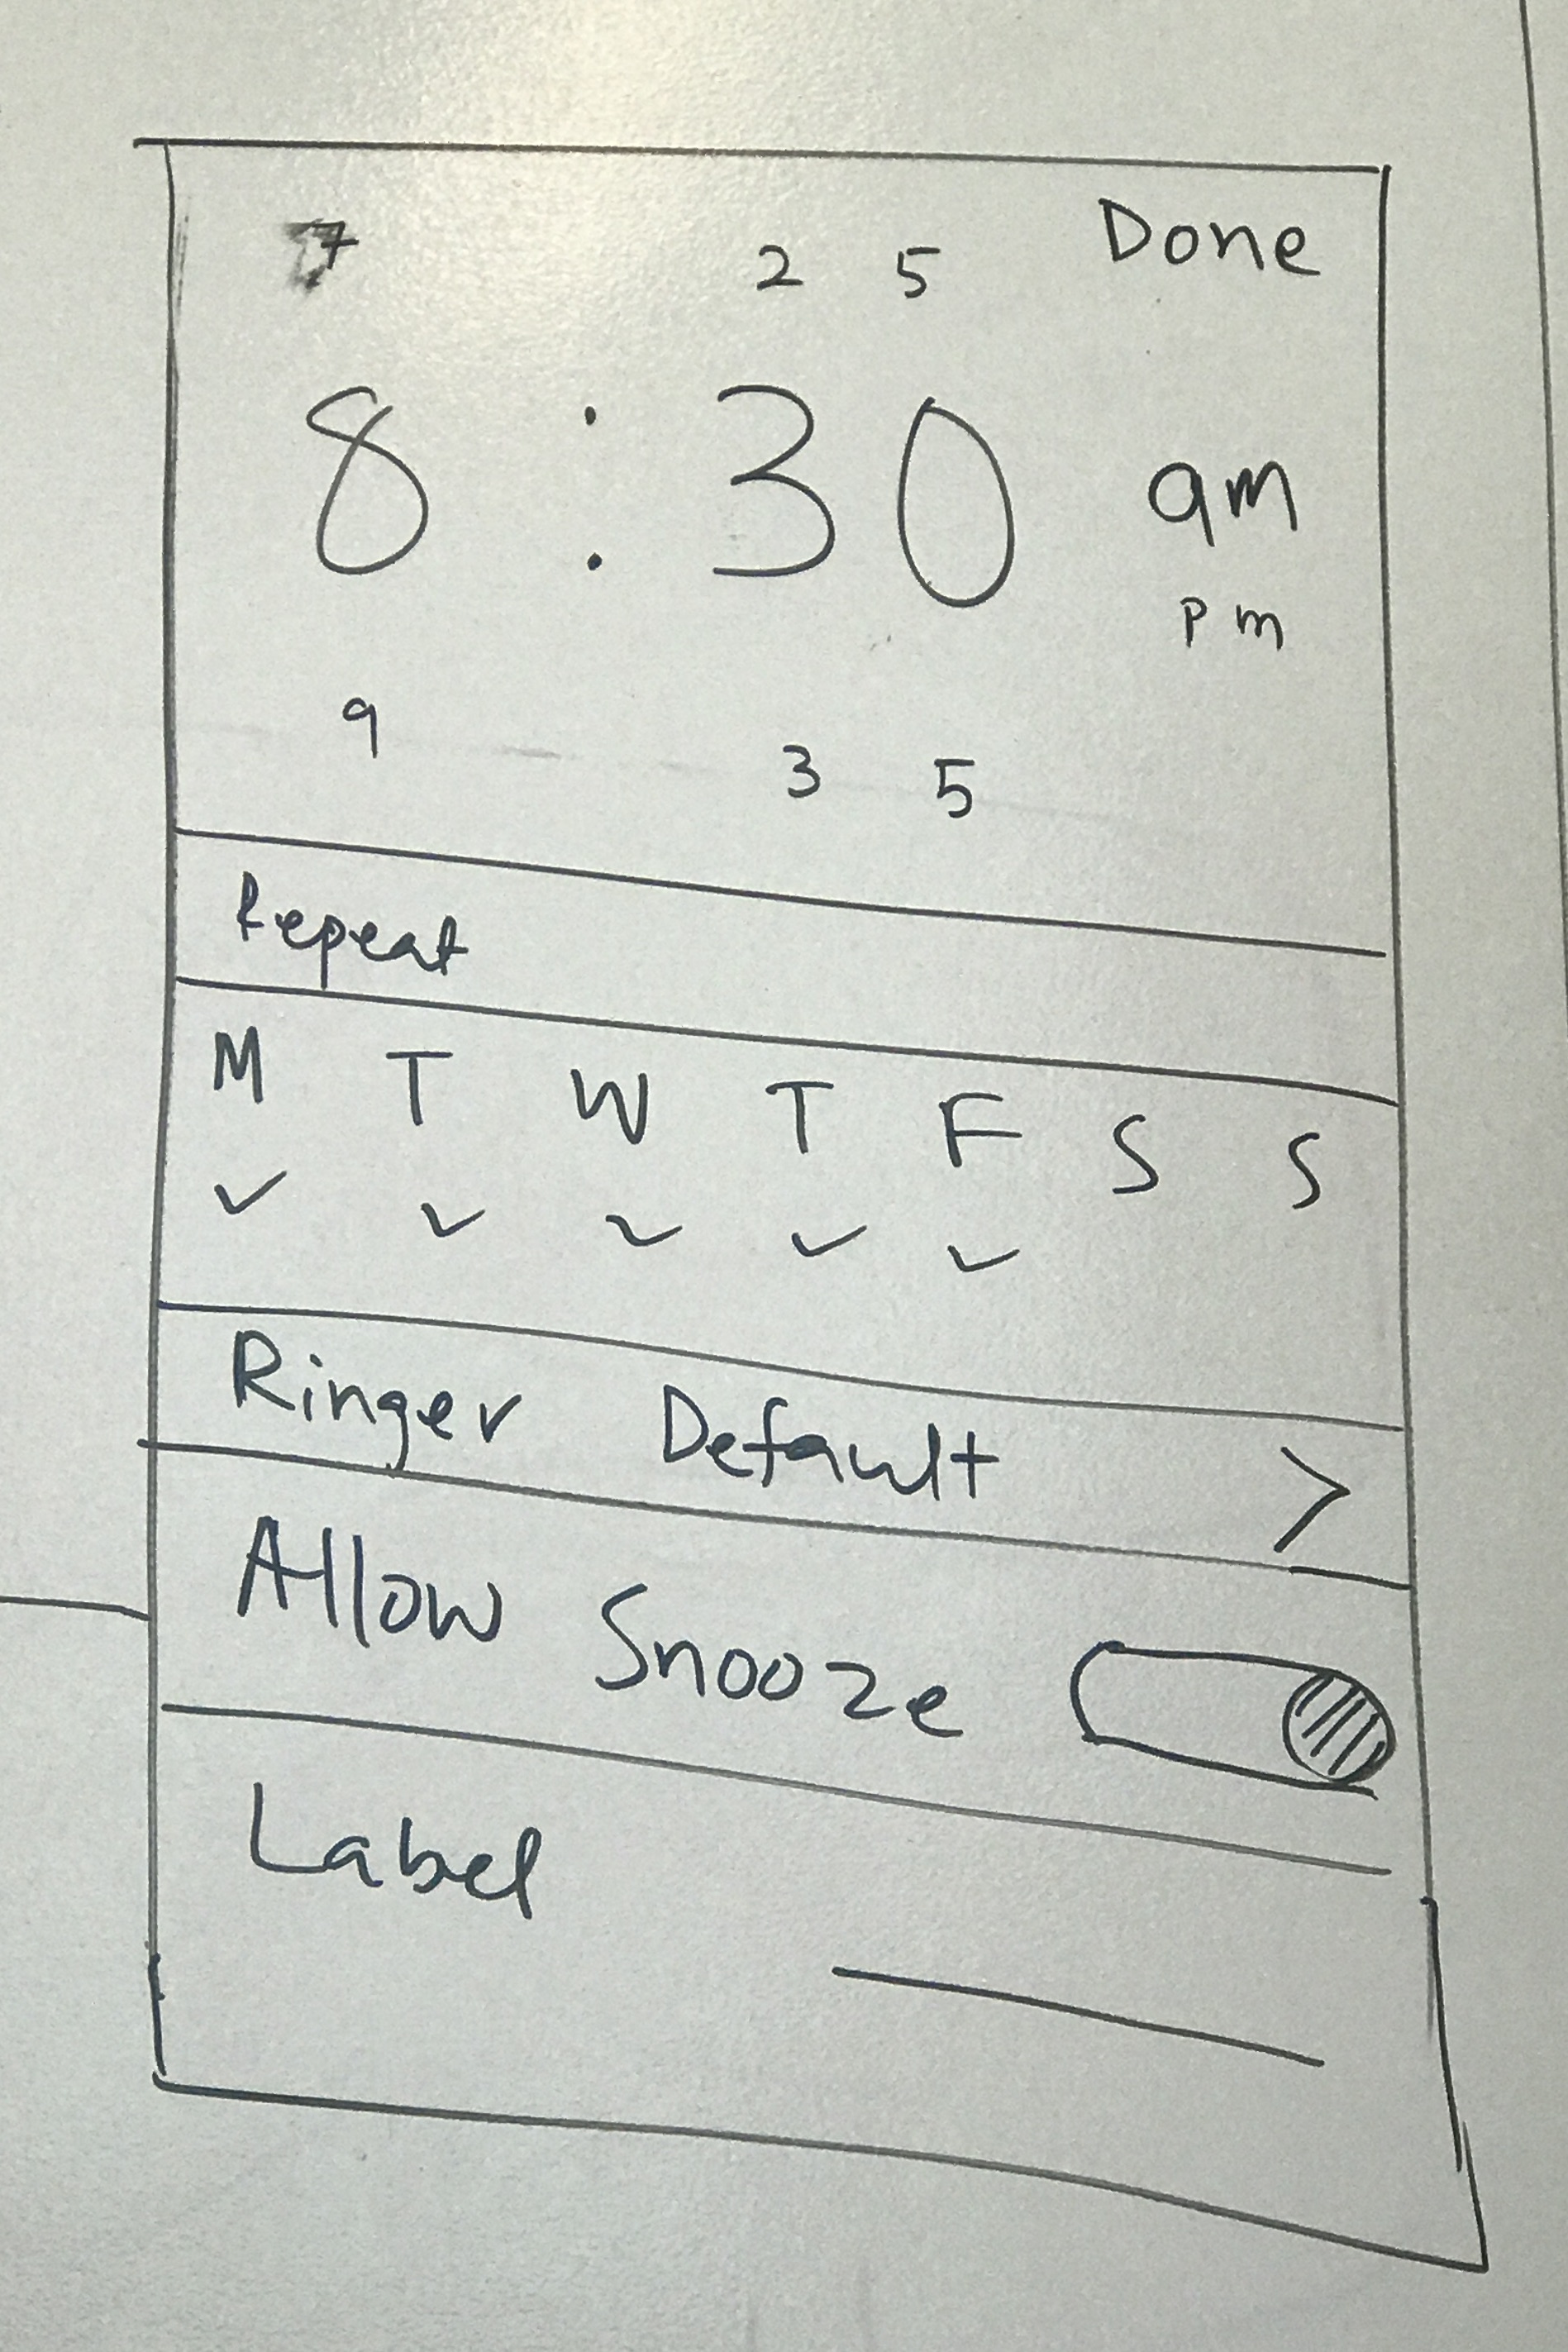 7 2 5 Done
8 : 30 am
pm
9 3 5
Repeat
M T W T F S S
Ringer Default >
Allow Snooze
Label